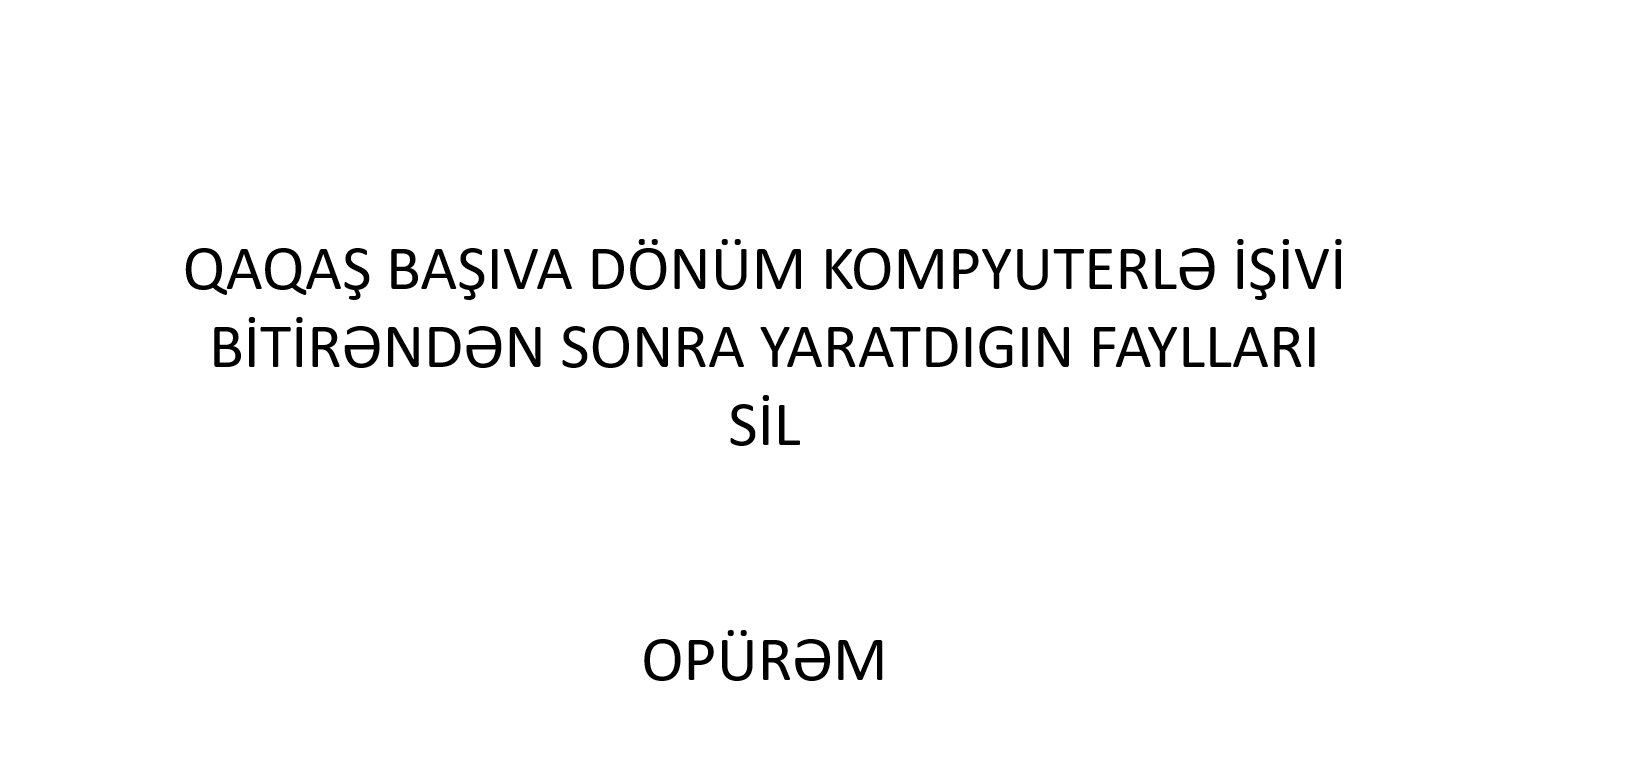 QAQAŞ BAŞIVA DÖNÜM KOMPYUTERLƏ İŞİVİ
BİTİRƏNDƏN SONRA YARATDIGIN FAYLLARI
SİL
OPÜRƏM